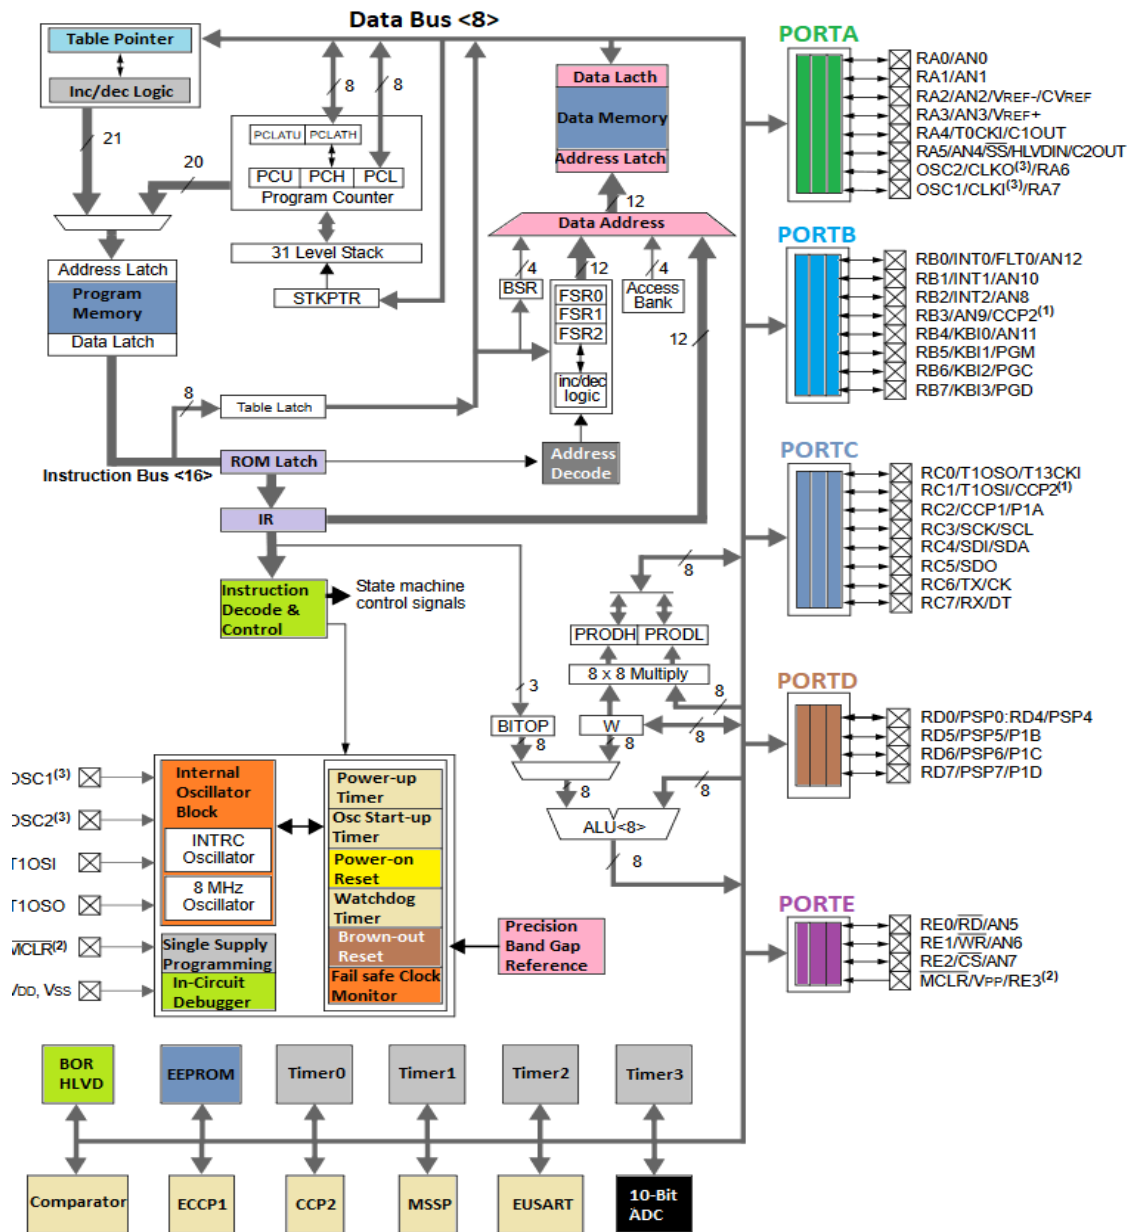 Data Bus <8>
Table Pointer
Inc/dec Logic
21
20
8
8
PCLATU PCLATH
PCU PCH PCL
Program Counter
31 Level Stack
STKPTR
Address Latch
Program
Memory
Data Latch
8
Table Latch
Instruction Bus <16>
ROM Latch
IR
Instruction
Decode &
Control
State machine
control signals
Data Lacth
Data Memory
Address Latch
12
Data Address
4
12
4
BSR
FSR0
FSR1
FSR2
inc/dec
logic
Access
Bank
12
Address
Decode
8
PRODH PRODL
8 x 8 Multiply
3
8
BITOP
W
8
8
8
8
8
ALU<8>
8
OSC1(3)
OSC2(3)
T1OSI
T1OSO
MCLR(2)
VDD, VSS
Internal
Oscillator
Block
INTRC
Oscillator
8 MHz
Oscillator
Single Supply
Programming
In-Circuit
Debugger
Power-up
Timer
Osc Start-up
Timer
Power-on
Reset
Watchdog
Timer
Brown-out
Reset
Fail safe Clock
Monitor
Precision
Band Gap
Reference
BOR
HLVD
EEPROM
Timer0
Timer1
Timer2
Timer3
Comparator
ECCP1
CCP2
MSSP
EUSART
10-Bit
ADC
PORTA
RA0/AN0
RA1/AN1
RA2/AN2/VREF-/CVREF
RA3/AN3/VREF+
RA4/T0CKI/C1OUT
RA5/AN4/SS/HLVDIN/C2OUT
OSC2/CLKO(3)/RA6
OSC1/CLKI(3)/RA7
PORTB
RB0/INT0/FLT0/AN12
RB1/INT1/AN10
RB2/INT2/AN8
RB3/AN9/CCP2(1)
RB4/KBI0/AN11
RB5/KBI1/PGM
RB6/KBI2/PGC
RB7/KBI3/PGD
PORTC
RC0/T1OSO/T13CKI
RC1/T1OSI/CCP2(1)
RC2/CCP1/P1A
RC3/SCK/SCL
RC4/SDI/SDA
RC5/SDO
RC6/TX/CK
RC7/RX/DT
PORTD
RD0/PSP0:RD4/PSP4
RD5/PSP5/P1B
RD6/PSP6/P1C
RD7/PSP7/P1D
PORTE
RE0/RD/AN5
RE1/WR/AN6
RE2/CS/AN7
MCLR/VPP/RE3(2)